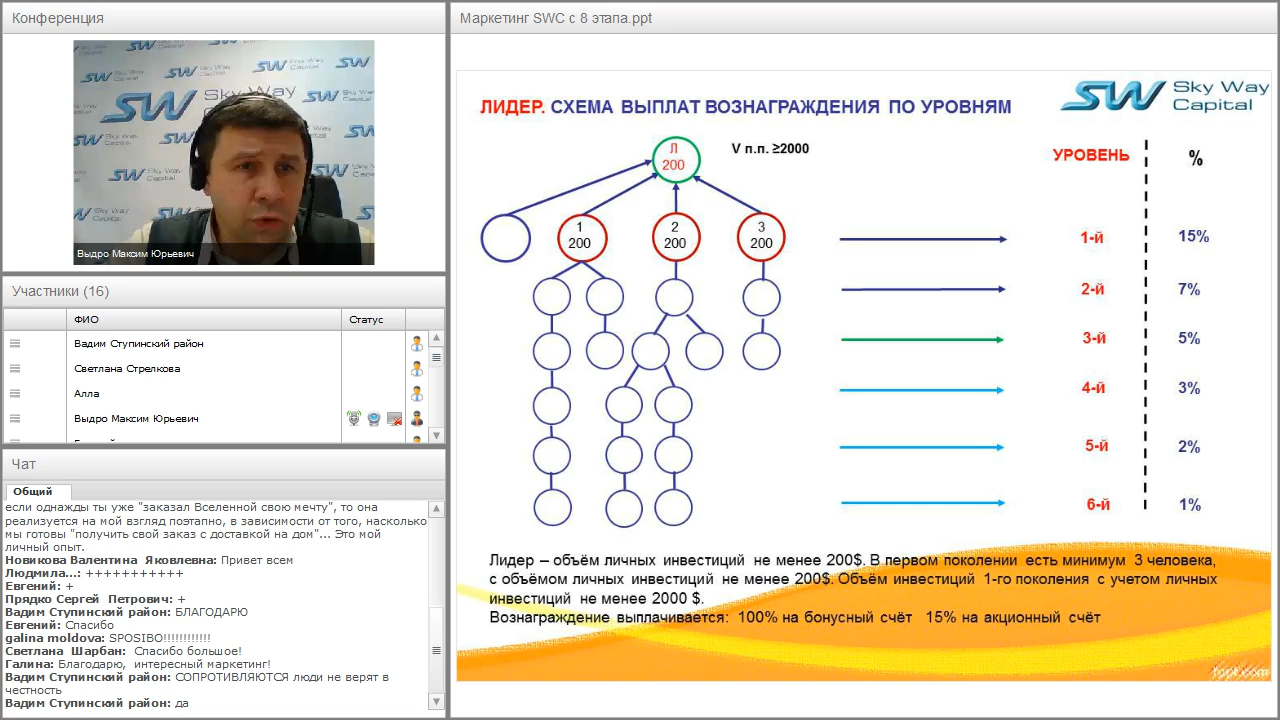 Конференция
SW Sky Way Capital
Выдро Максим Юрьевич
Участники (16)
ФИО
Статус
Вадим Ступинский район
Светлана Стрелкова
Алла
Выдро Максим Юрьевич
Чат
Общий
если однажды ты уже "заказал Вселенной свою мечту", то она
реализуется на мой взгляд поэтапно, в зависимости от того, насколько
мы готовы "получить свой заказ с доставкой на дом"... Это мой
личный опыт.
Новикова Валентина Яковлевна: Привет всем
Людмила...: +++++++++++
Евгений: +
Прядко Сергей Петрович: +
Вадим Ступинский район: БЛАГОДАРЮ
Евгений: Спасибо
galina moldova: SPOSIBO!!!!!!!!!!!!
Светлана Шарбан: Спасибо большое!
Галина: Благодарю, интересный маркетинг!
Вадим Ступинский район: СОПРОТИВЛЯЮТСЯ люди не верят в
честность
Вадим Ступинский район: да
Маркетинг SWC с 8 этапа.ppt
ЛИДЕР. СХЕМА ВЫПЛАТ ВОЗНАГРАЖДЕНИЯ ПО УРОВНЯМ
SW Sky Way
Capital
Л
200
V п.п. ≥2000
УРОВЕНЬ
%
1
200
2
200
3
200
1-й 15%
2-й 7%
3-й 5%
4-й 3%
5-й 2%
6-й 1%
Лидер – объём личных инвестиций не менее 200$. В первом поколении есть минимум 3 человека,
с объёмом личных инвестиций не менее 200$. Объём инвестиций 1-го поколения с учетом личных
инвестиций не менее 2000 $.
Вознаграждение выплачивается: 100% на бонусный счёт 15% на акционный счёт
fppt.com